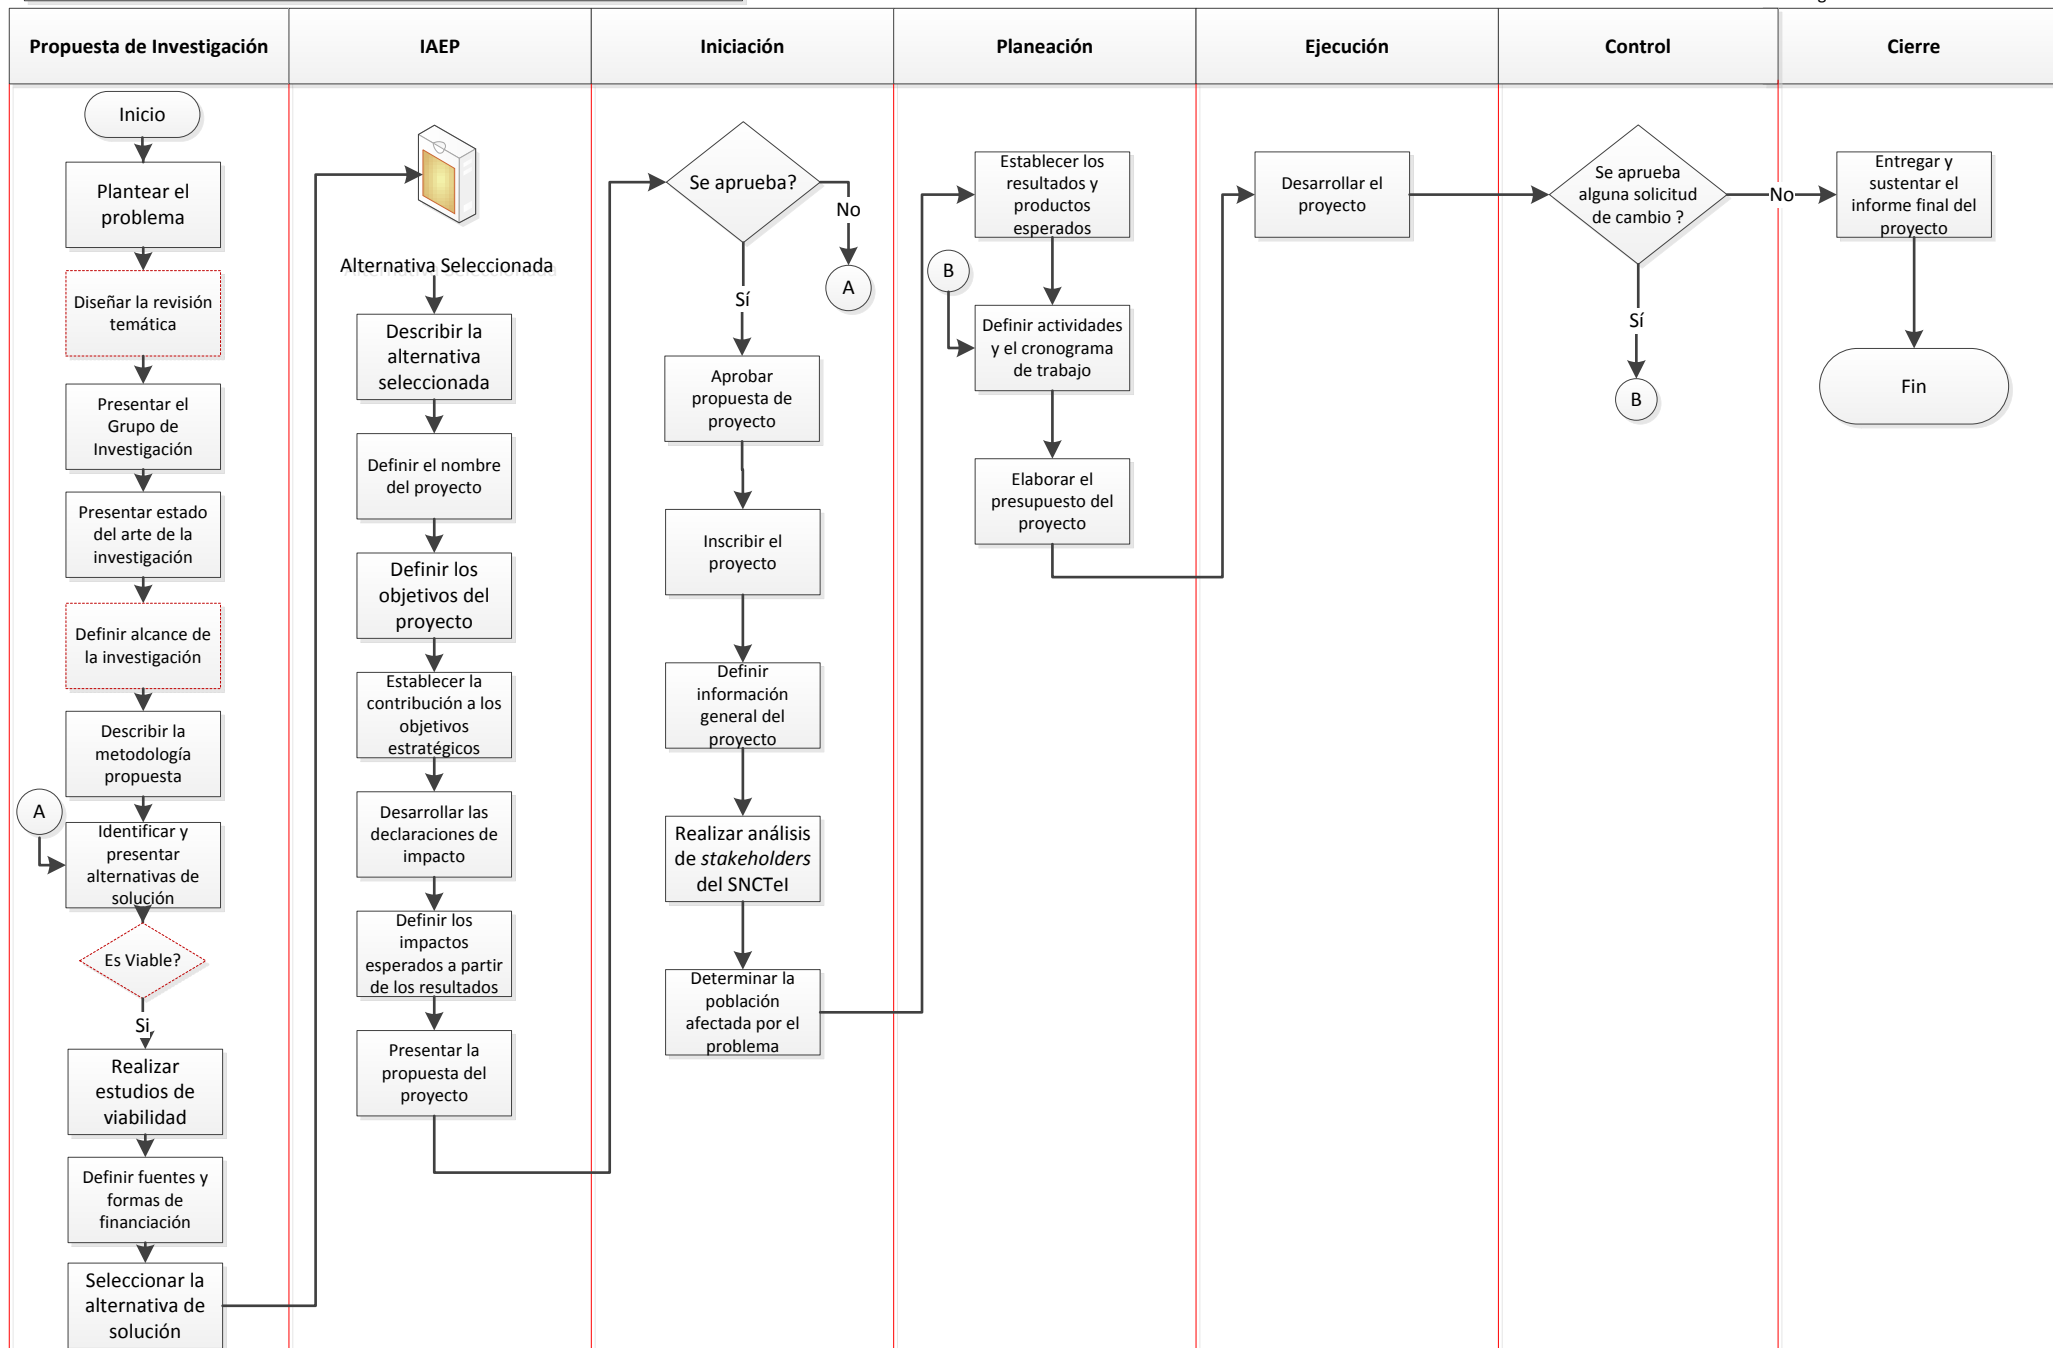 Propuesta de Investigación
IAEP
Iniciación
Planeación
Ejecución
Control
Cierre
Inicio
Plantear el
problema
Diseñar la revisión
temática
Presentar el
Grupo de
Investigación
Presentar estado
del arte de la
investigación
Definir alcance de
la investigación
Describir la
metodología
propuesta
A
Identificar y
presentar
alternativas de
solución
Es Viable?
Si
Realizar
estudios de
viabilidad
Definir fuentes y
formas de
financiación
Seleccionar la
alternativa de
solución
Alternativa Seleccionada
Describir la
alternativa
seleccionada
Definir el nombre
del proyecto
Definir los
objetivos del
proyecto
Establecer la
contribución a los
objetivos
estratégicos
Desarrollar las
declaraciones de
impacto
Definir los
impactos
esperados a partir
de los resultados
Presentar la
propuesta del
proyecto
Se aprueba?
No
A
Sí
Aprobar
propuesta de
proyecto
Inscribir el
proyecto
Definir
información
general del
proyecto
Realizar análisis
de stakeholders
del SNCTeI
Determinar la
población
afectada por el
problema
Establecer los
resultados y
productos
esperados
B
Definir actividades
y el cronograma
de trabajo
Elaborar el
presupuesto del
proyecto
Desarrollar el
proyecto
Se aprueba
alguna solicitud
de cambio ?
No
Sí
B
Entregar y
sustentar el
informe final del
proyecto
Fin